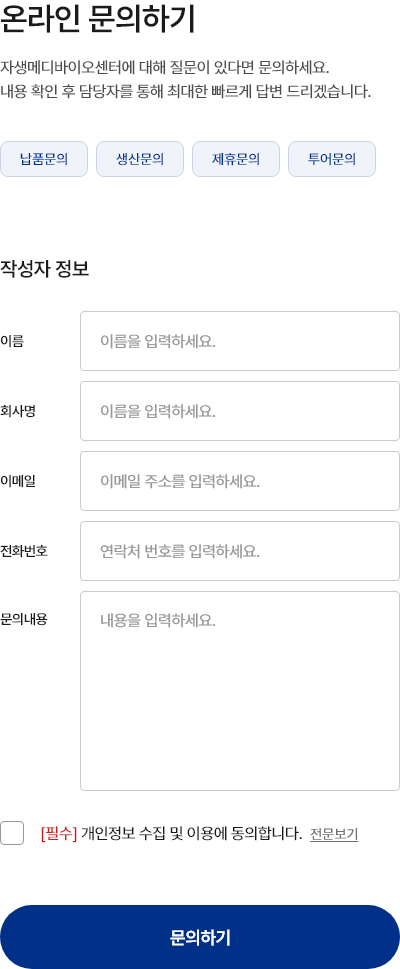 온라인 문의하기
자생메디바이오센터에 대해 질문이 있다면 문의하세요.
내용 확인 후 담당자를 통해 최대한 빠르게 답변 드리겠습니다.
납품문의 생산문의 제휴문의 투어문의
작성자 정보
이름 이름을 입력하세요.
회사명 이름을 입력하세요.
이메일 이메일 주소를 입력하세요.
전화번호 연락처 번호를 입력하세요.
문의내용 내용을 입력하세요.
[필수] 개인정보 수집 및 이용에 동의합니다. 전문보기
문의하기